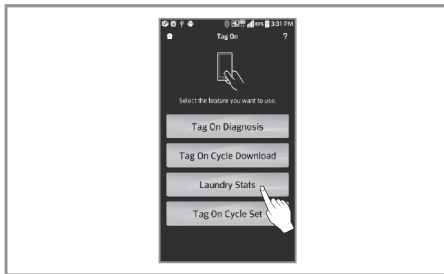 85% 3:31 PM
Tag On ?
Select the feature you want to use.
Tag On Diagnosis
Tag On Cycle Download
Laundry Stats
Tag On Cycle Set